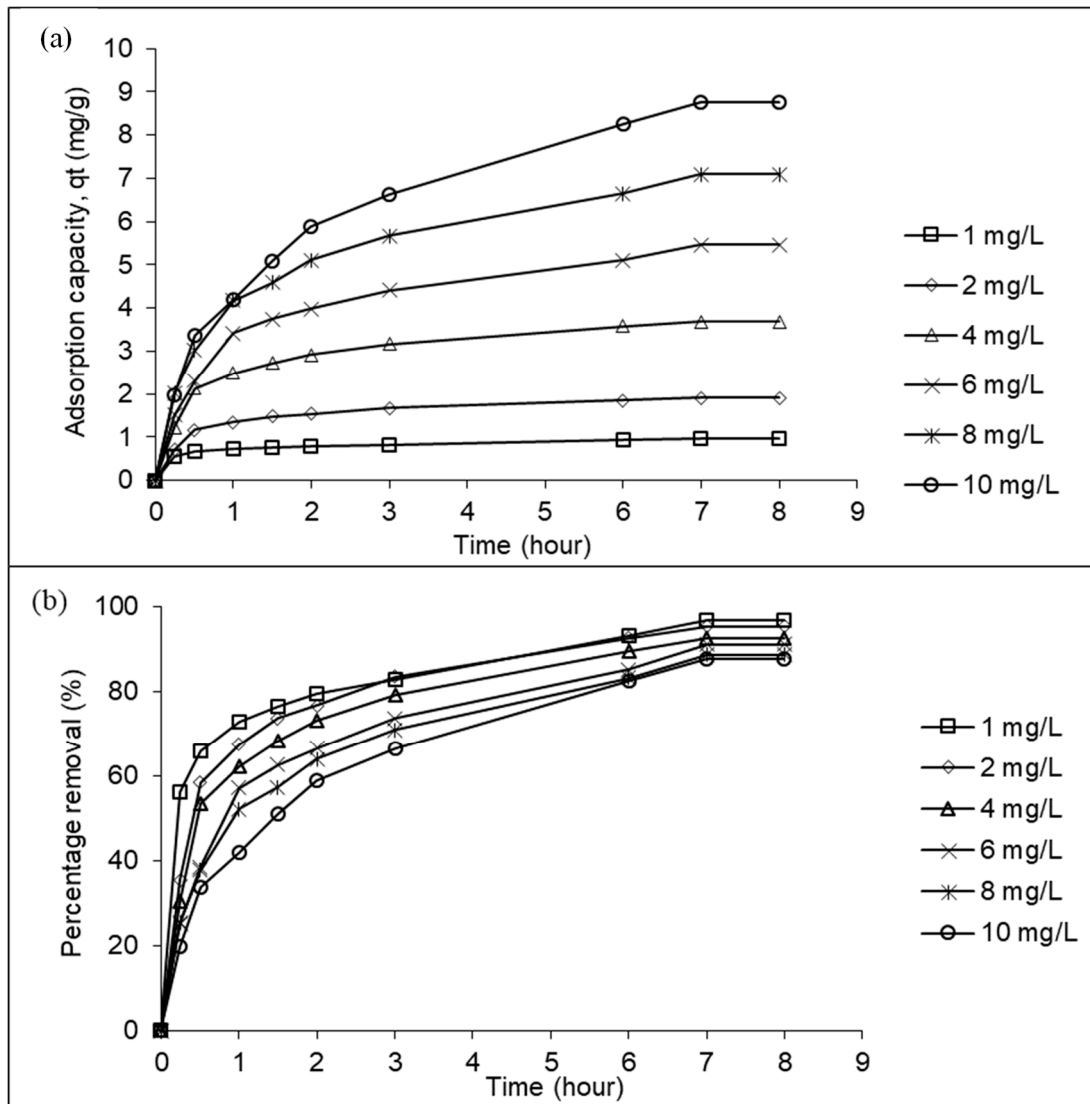 (a)
Adsorption capacity, qt (mg/g)
10
9
8
7
6
5
4
3
2
1
0
0 1 2 3 4 5 6 7 8 9
Time (hour)
1 mg/L
2 mg/L
4 mg/L
6 mg/L
8 mg/L
10 mg/L
(b)
Percentage removal (%)
100
80
60
40
20
0
0 1 2 3 4 5 6 7 8 9
Time (hour)
1 mg/L
2 mg/L
4 mg/L
6 mg/L
8 mg/L
10 mg/L